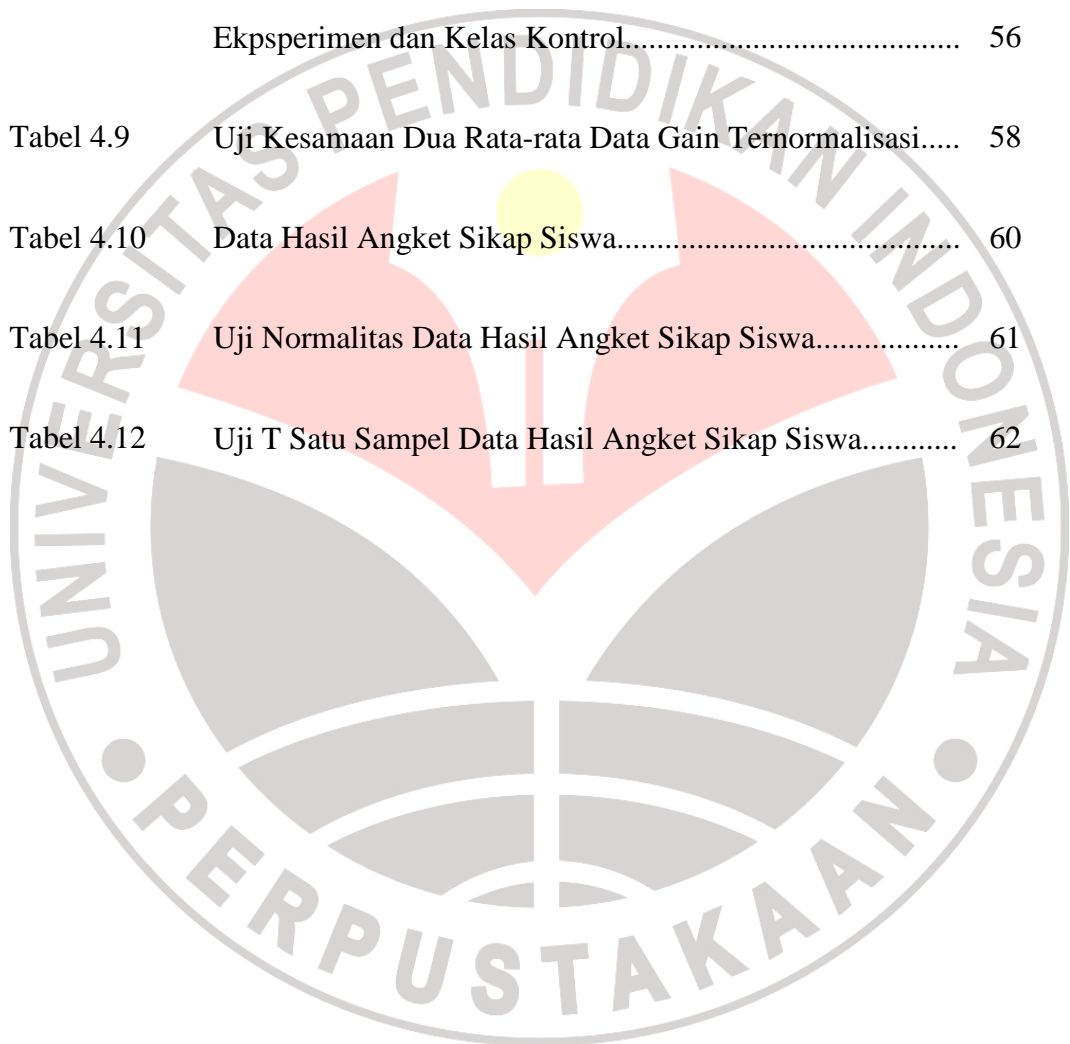 Ekpsperimen dan Kelas Kontrol.......................................... 56
Tabel 4.9 Uji Kesamaan Dua Rata-rata Data Gain Ternormalisasi..... 58
Tabel 4.10 Data Hasil Angket Sikap Siswa........................................... 60
Tabel 4.11 Uji Normalitas Data Hasil Angket Sikap Siswa.................. 61
Tabel 4.12 Uji T Satu Sampel Data Hasil Angket Sikap Siswa............ 62
UNIVERSITAS PENDIDIKAN INDONESIA
PERPUSTAKAAN